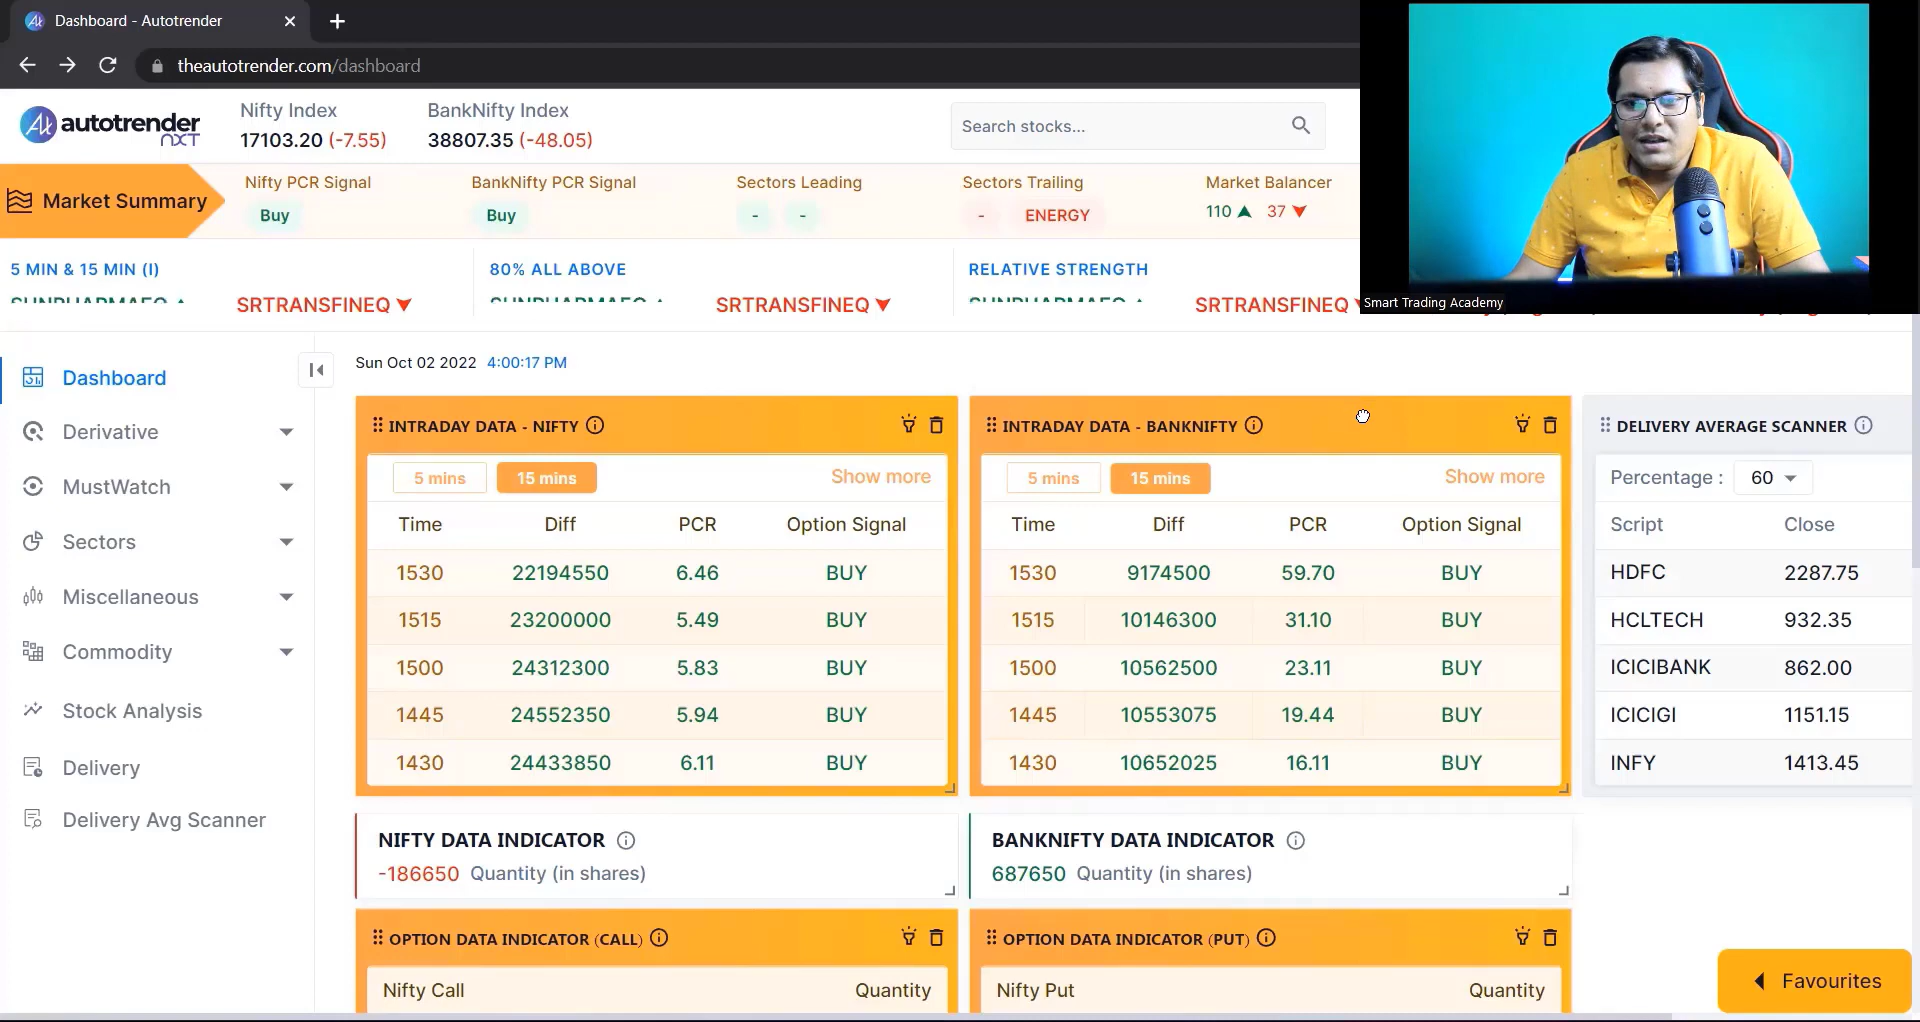 Dashboard - Autotrender
theautotrender.com/dashboard
autotrender
nxt
Nifty Index
17103.20 (-7.55)
BankNifty Index
38807.35 (-48.05)
Search stocks...
Market Summary
Nifty PCR Signal
Buy
BankNifty PCR Signal
Buy
Sectors Leading
- -
Sectors Trailing
- ENERGY
Market Balancer
110 ▲ 37 ▼
Smart Trading Academy
5 MIN & 15 MIN (I)
SRTRANSFINEQ ▼
80% ALL ABOVE
SRTRANSFINEQ ▼
RELATIVE STRENGTH
SRTRANSFINEQ
Dashboard
Derivative
MustWatch
Sectors
Miscellaneous
Commodity
Stock Analysis
Delivery
Delivery Avg Scanner
Sun Oct 02 2022 4:00:17 PM
INTRADAY DATA - NIFTY
5 mins 15 mins Show more
Time Diff PCR Option Signal
1530 22194550 6.46 BUY
1515 23200000 5.49 BUY
1500 24312300 5.83 BUY
1445 24552350 5.94 BUY
1430 24433850 6.11 BUY
INTRADAY DATA - BANKNIFTY
5 mins 15 mins Show more
Time Diff PCR Option Signal
1530 9174500 59.70 BUY
1515 10146300 31.10 BUY
1500 10562500 23.11 BUY
1445 10553075 19.44 BUY
1430 10652025 16.11 BUY
DELIVERY AVERAGE SCANNER
Percentage : 60
Script Close
HDFC 2287.75
HCLTECH 932.35
ICICIBANK 862.00
ICICIGI 1151.15
INFY 1413.45
NIFTY DATA INDICATOR
-186650 Quantity (in shares)
BANKNIFTY DATA INDICATOR
687650 Quantity (in shares)
OPTION DATA INDICATOR (CALL)
Nifty Call Quantity
OPTION DATA INDICATOR (PUT)
Nifty Put Quantity
Favourites